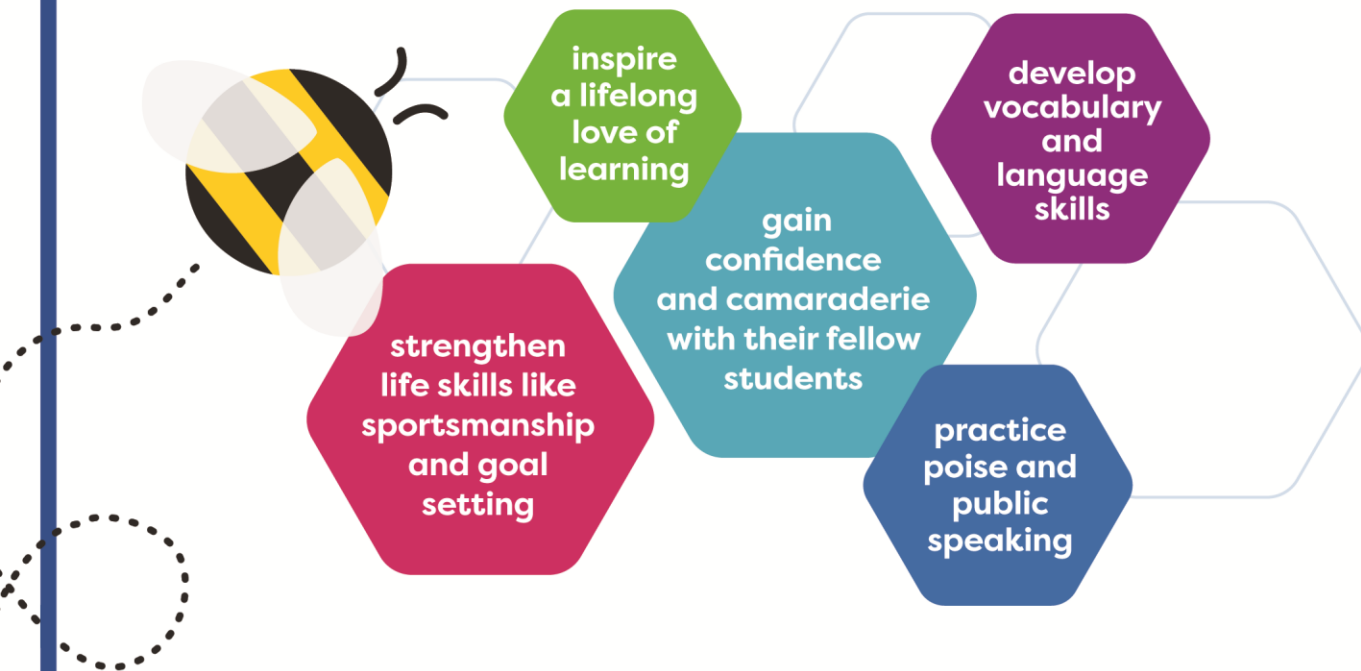 inspire
a lifelong
love of
learning
develop
vocabulary
and
language
skills
gain
confidence
and camaraderie
with their fellow
students
strengthen
life skills like
sportsmanship
and goal
setting
practice
poise and
public
speaking